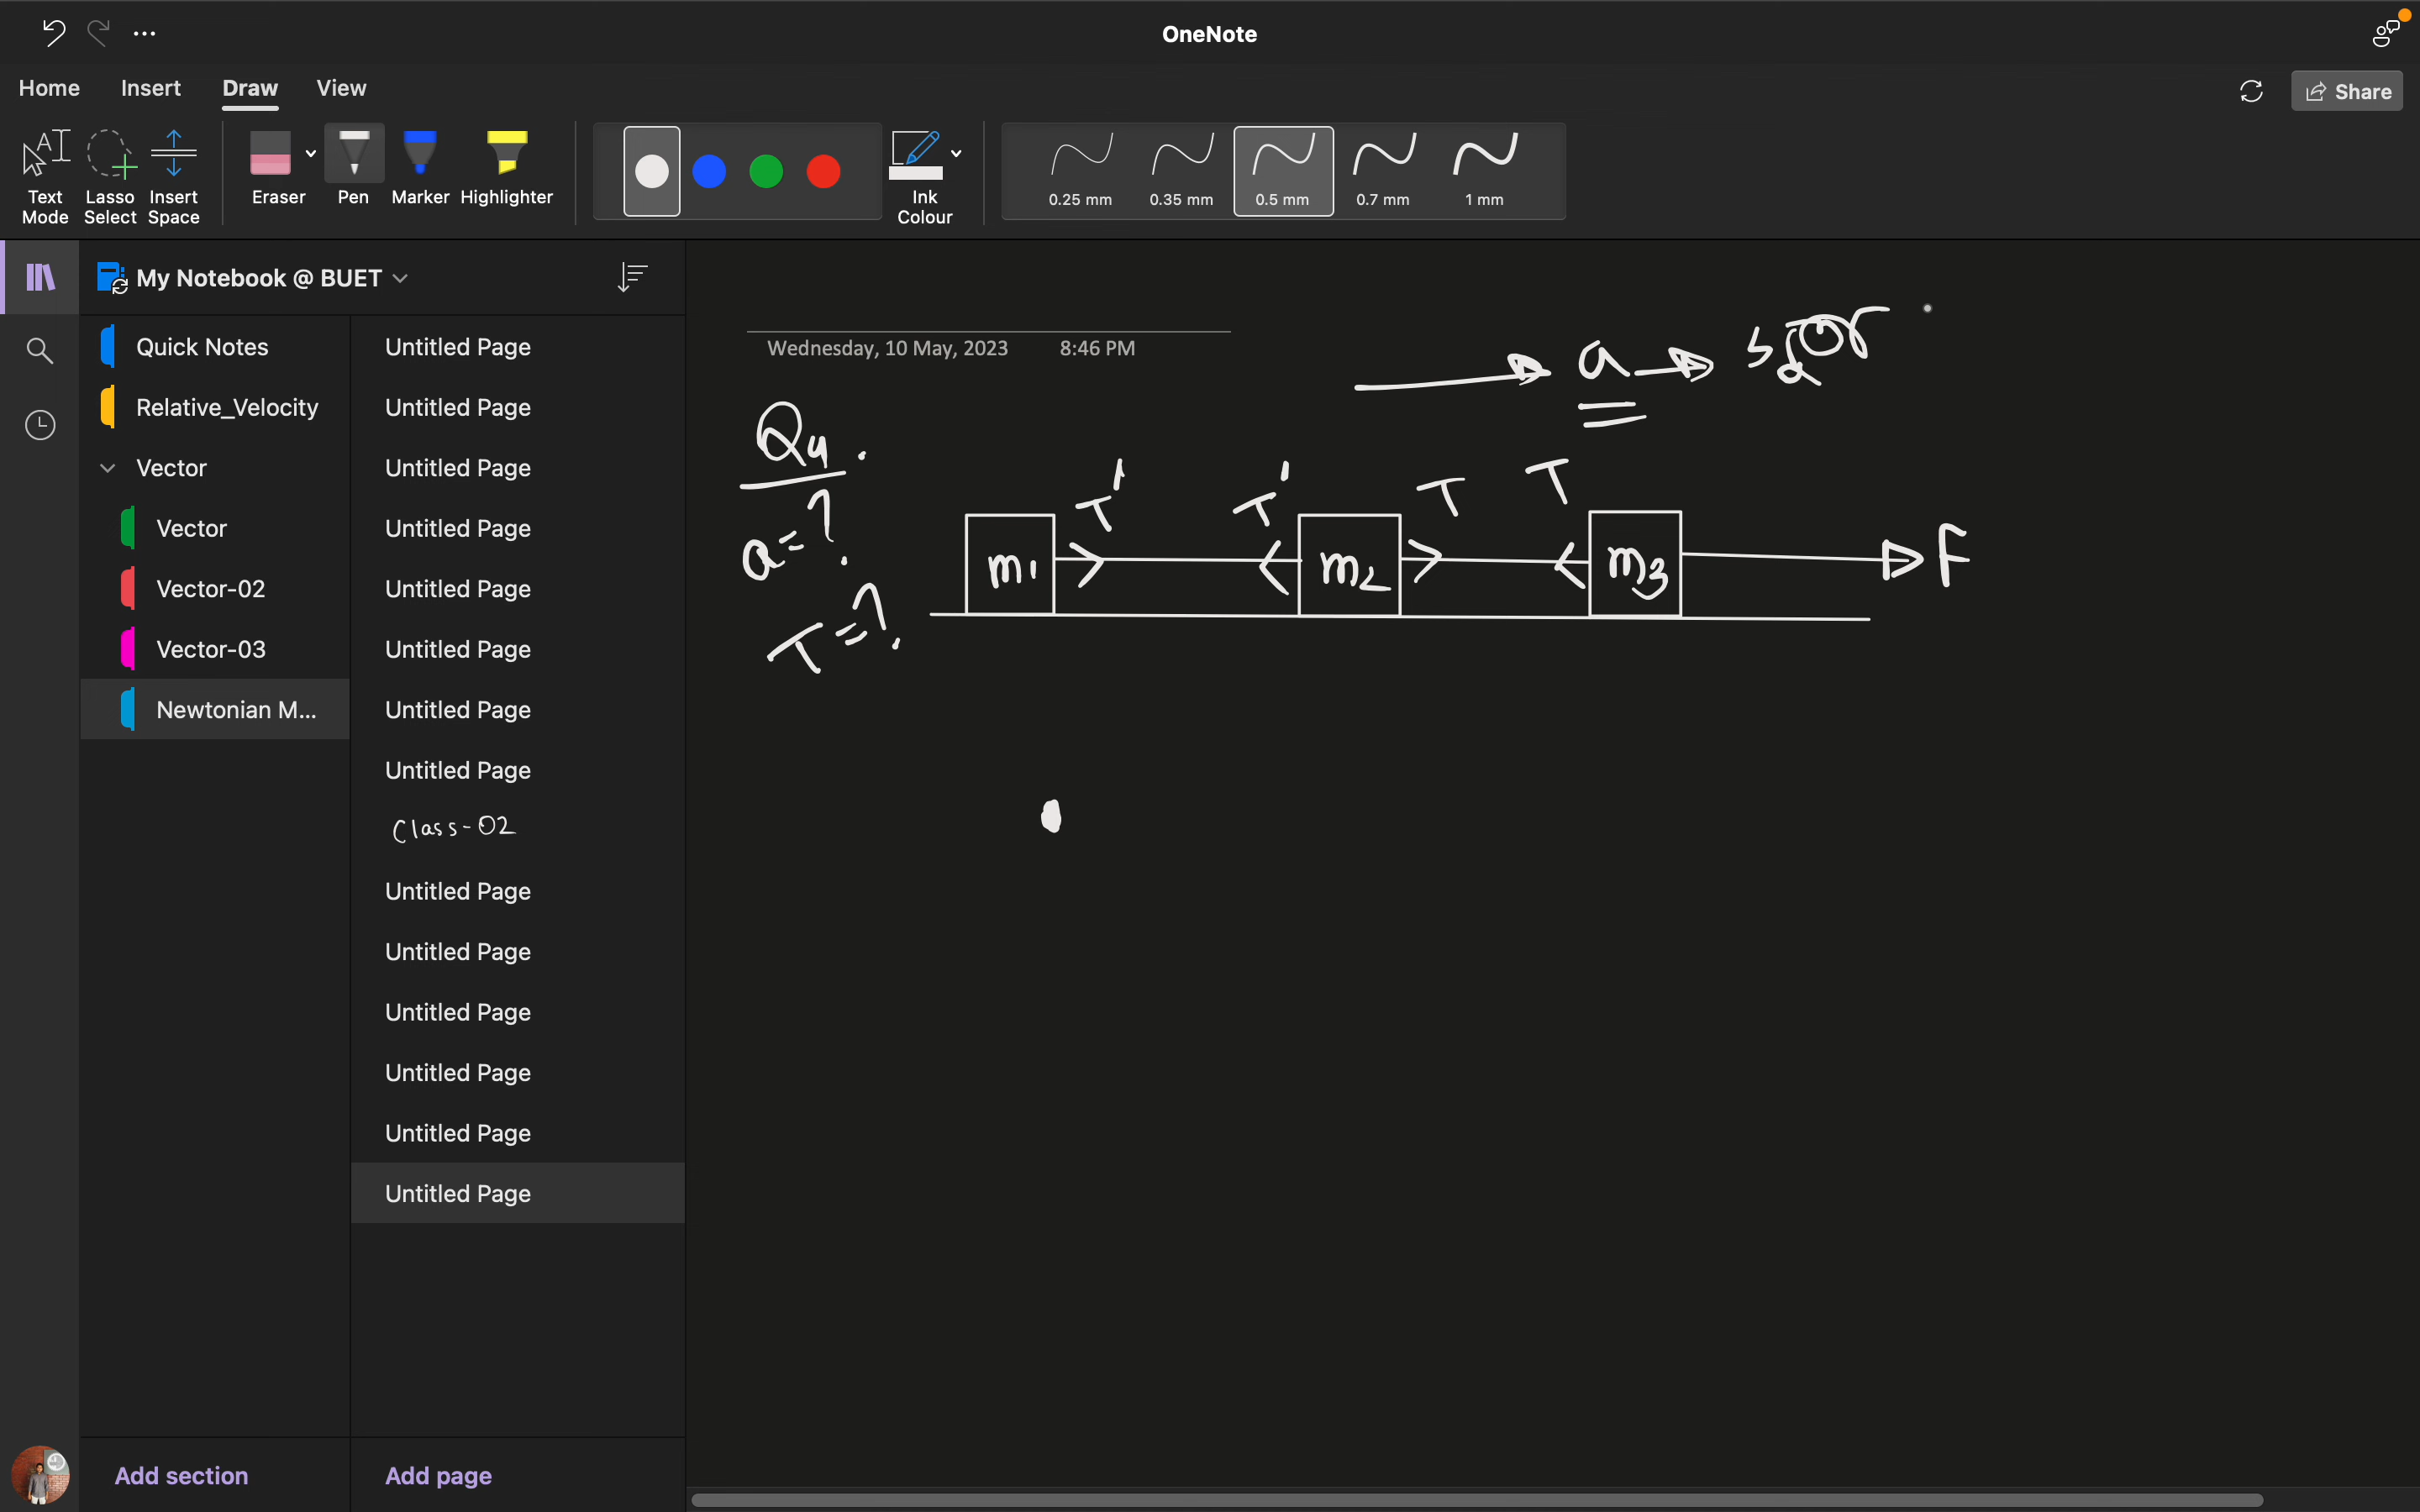 OneNote
Home Insert Draw View
Share
Text Mode
Lasso Select
Insert Space
Eraser
Pen
Marker
Highlighter
Ink Colour
0.25 mm
0.35 mm
0.5 mm
0.7 mm
1 mm
My Notebook @ BUET
Quick Notes
Relative_Velocity
Vector
Vector
Vector-02
Vector-03
Newtonian M...
Add section
Untitled Page
Untitled Page
Untitled Page
Untitled Page
Untitled Page
Untitled Page
Untitled Page
Untitled Page
Class-02
Untitled Page
Untitled Page
Untitled Page
Untitled Page
Untitled Page
Untitled Page
Add page
Wednesday, 10 May, 2023 8:46 PM
a
Q4.
a=?
T=?
T' T' T T
m1 m2 m3 F